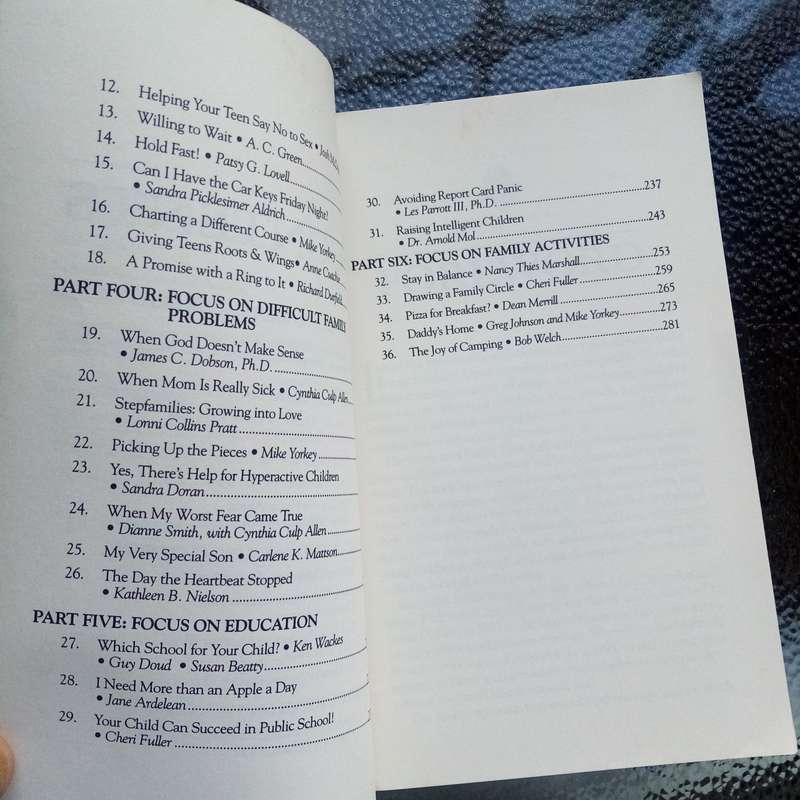 12. Helping Your Teen Say No to Sex •
13. Willing to Wait • A. C. Green
14. Hold Fast! • Patsy G. Lovell
15. Can I Have the Car Keys Friday Night?
• Sandra Picklesimer Aldrich
16. Charting a Different Course • Mike Yorkey
17. Giving Teens Roots & Wings • Anne
18. A Promise with a Ring to It • Richard
PART FOUR: FOCUS ON DIFFICULT FAMILY
PROBLEMS
19. When God Doesn't Make Sense
• James C. Dobson, Ph.D.
20. When Mom Is Really Sick • Cynthia Culp Allen
21. Stepfamilies: Growing into Love
• Lonni Collins Pratt
22. Picking Up the Pieces • Mike Yorkey
23. Yes, There's Help for Hyperactive Children
• Sandra Doran
24. When My Worst Fear Came True
• Dianne Smith, with Cynthia Culp Allen
25. My Very Special Son • Carlene K. Mattson
26. The Day the Heartbeat Stopped
• Kathleen B. Nielson
PART FIVE: FOCUS ON EDUCATION
27. Which School for Your Child? • Ken Wackes
• Guy Doud • Susan Beatty
28. I Need More than an Apple a Day
• Jane Ardelean
29. Your Child Can Succeed in Public School!
• Cheri Fuller
30. Avoiding Report Card Panic
• Les Parrott III, Ph.D. 237
31. Raising Intelligent Children
• Dr. Arnold Mol 243
PART SIX: FOCUS ON FAMILY ACTIVITIES
32. Stay in Balance • Nancy Thies Marshall 253
33. Drawing a Family Circle • Cheri Fuller 259
34. Pizza for Breakfast? • Dean Merrill 265
35. Daddy's Home • Greg Johnson and Mike Yorkey 273
36. The Joy of Camping • Bob Welch 281